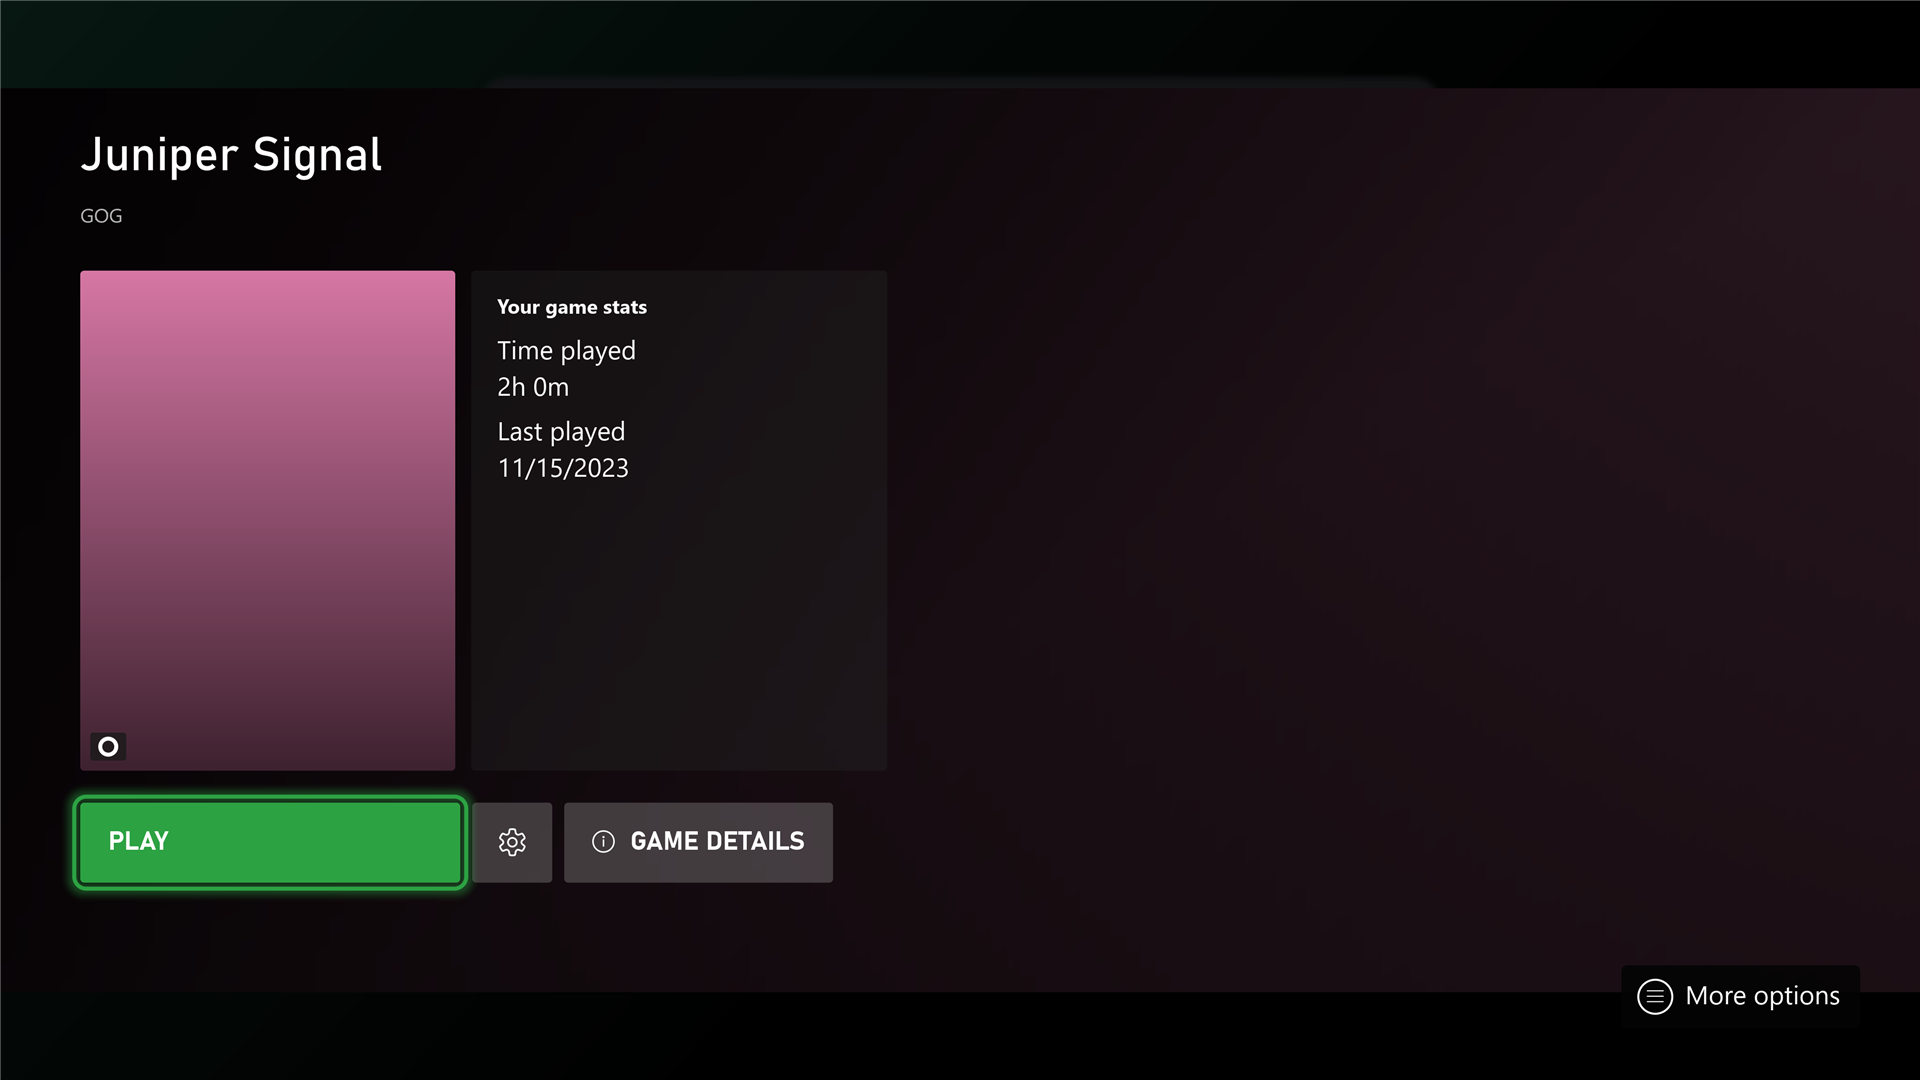 Juniper Signal
GOG
Your game stats
Time played
2h 0m
Last played
11/15/2023
PLAY
GAME DETAILS
More options